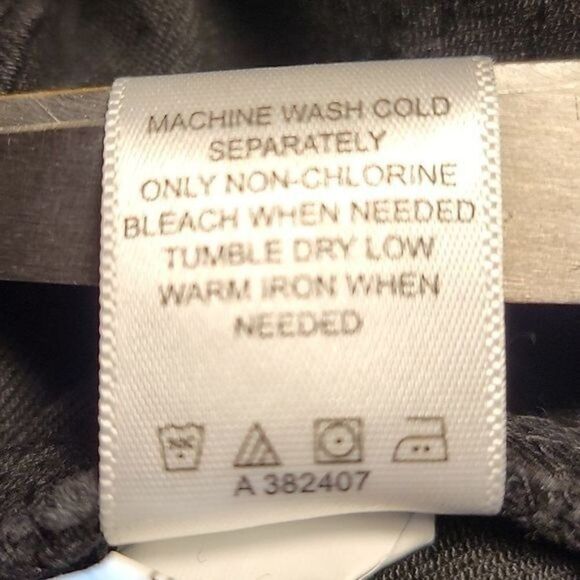 MACHINE WASH COLD
SEPARATELY
ONLY NON-CHLORINE
BLEACH WHEN NEEDED
TUMBLE DRY LOW
WARM IRON WHEN
NEEDED
A 382407